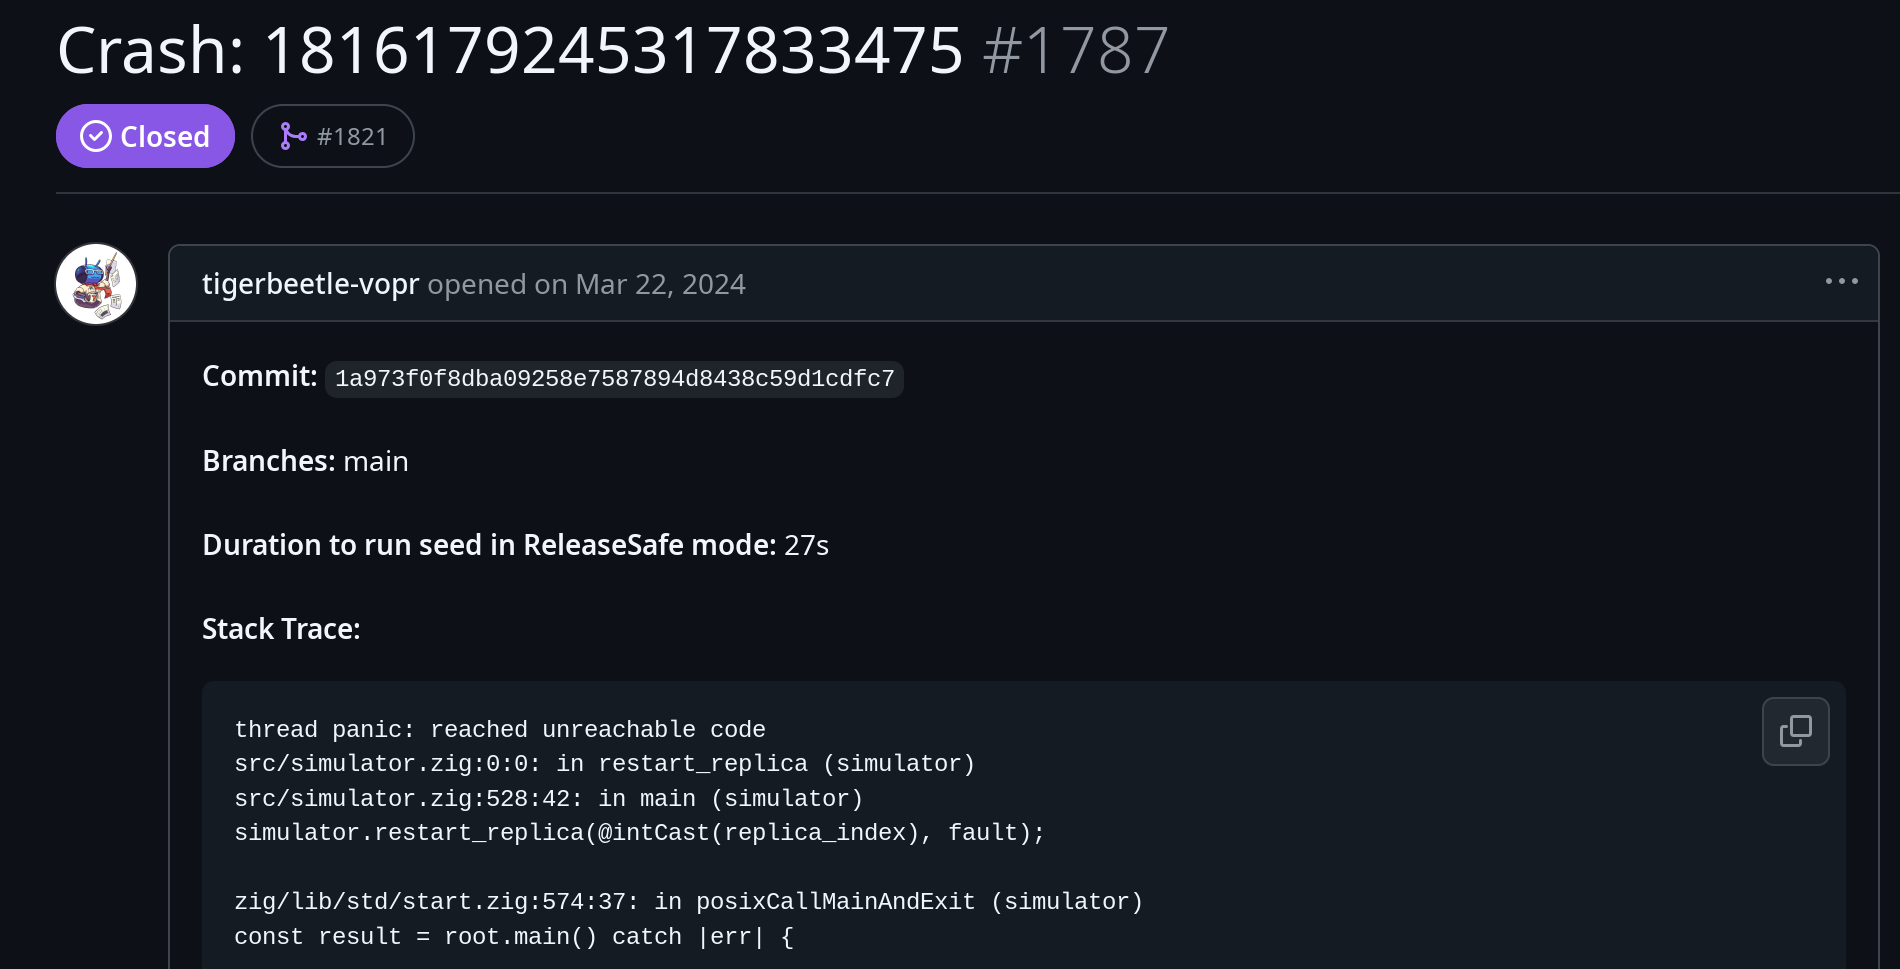 Crash: 1816179245317833475 #1787
Closed #1821
tigerbeetle-vopr opened on Mar 22, 2024
Commit: 1a973f0f8dba09258e7587894d8438c59d1cdfc7
Branches: main
Duration to run seed in ReleaseSafe mode: 27s
Stack Trace:
thread panic: reached unreachable code
src/simulator.zig:0:0: in restart_replica (simulator)
src/simulator.zig:528:42: in main (simulator)
simulator.restart_replica(@intCast(replica_index), fault);
zig/lib/std/start.zig:574:37: in posixCallMainAndExit (simulator)
const result = root.main() catch |err| {